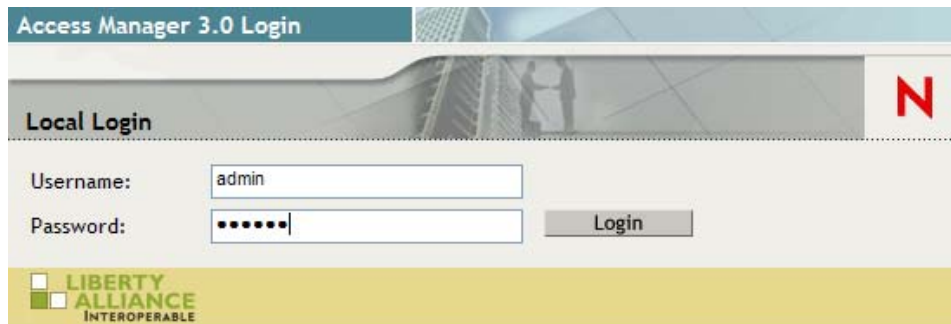 Access Manager 3.0 Login
N
Local Login
Username: admin
Password: ●●●●●● Login
LIBERTY
ALLIANCE
INTEROPERABLE